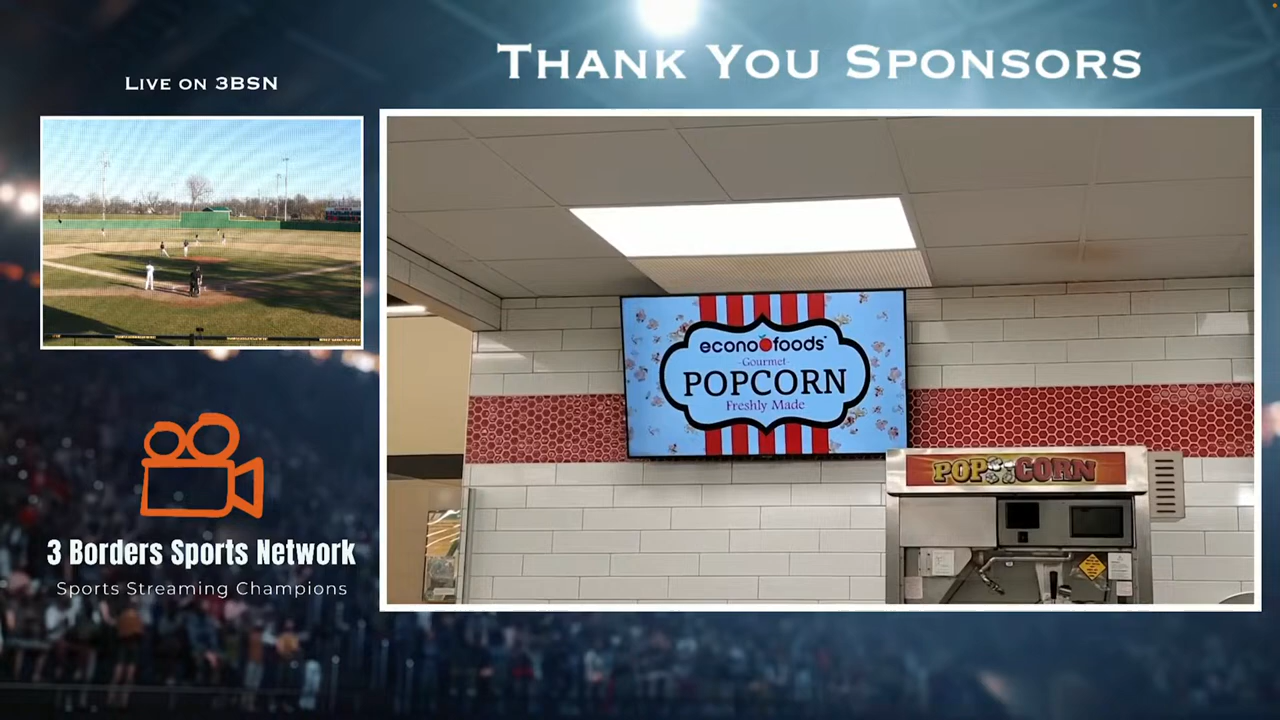 Thank You Sponsors
Live on 3BSN
econofoods
Gourmet
POPCORN
Freshly Made
POPCORN
3 Borders Sports Network
Sports Streaming Champions